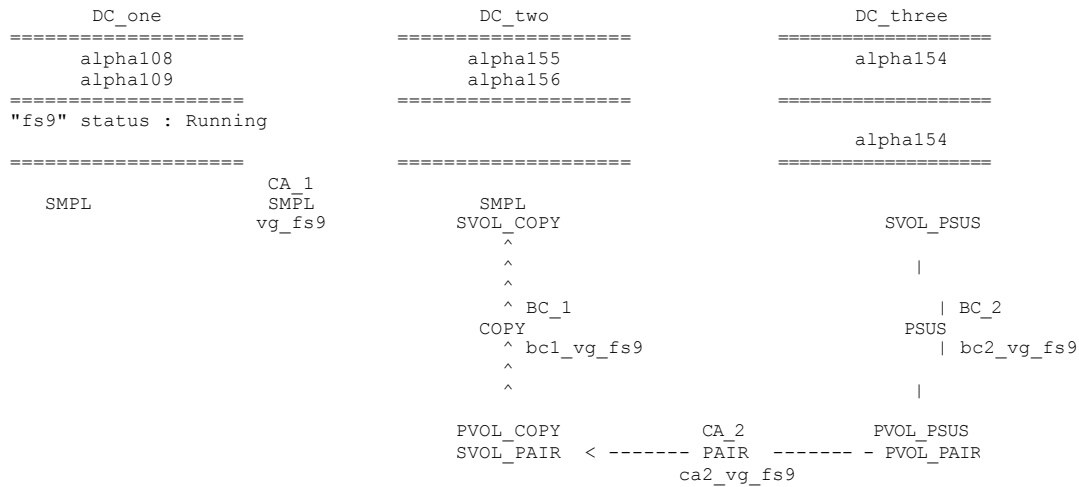 DC_one DC_two DC_three
==================== ==================== ====================
alpha108 alpha155 alpha154
alpha109 alpha156
==================== ==================== ====================
"fs9" status : Running
alpha154
==================== ==================== ====================
CA_1
SMPL SMPL SMPL
vg_fs9 SVOL_COPY SVOL_PSUS
^
^ |
^
^ BC_1 | BC_2
COPY PSUS
^ bc1_vg_fs9 | bc2_vg_fs9
^
^ |
PVOL_COPY CA_2 PVOL_PSUS
SVOL_PAIR < ------- PAIR ------- - PVOL_PAIR
ca2_vg_fs9